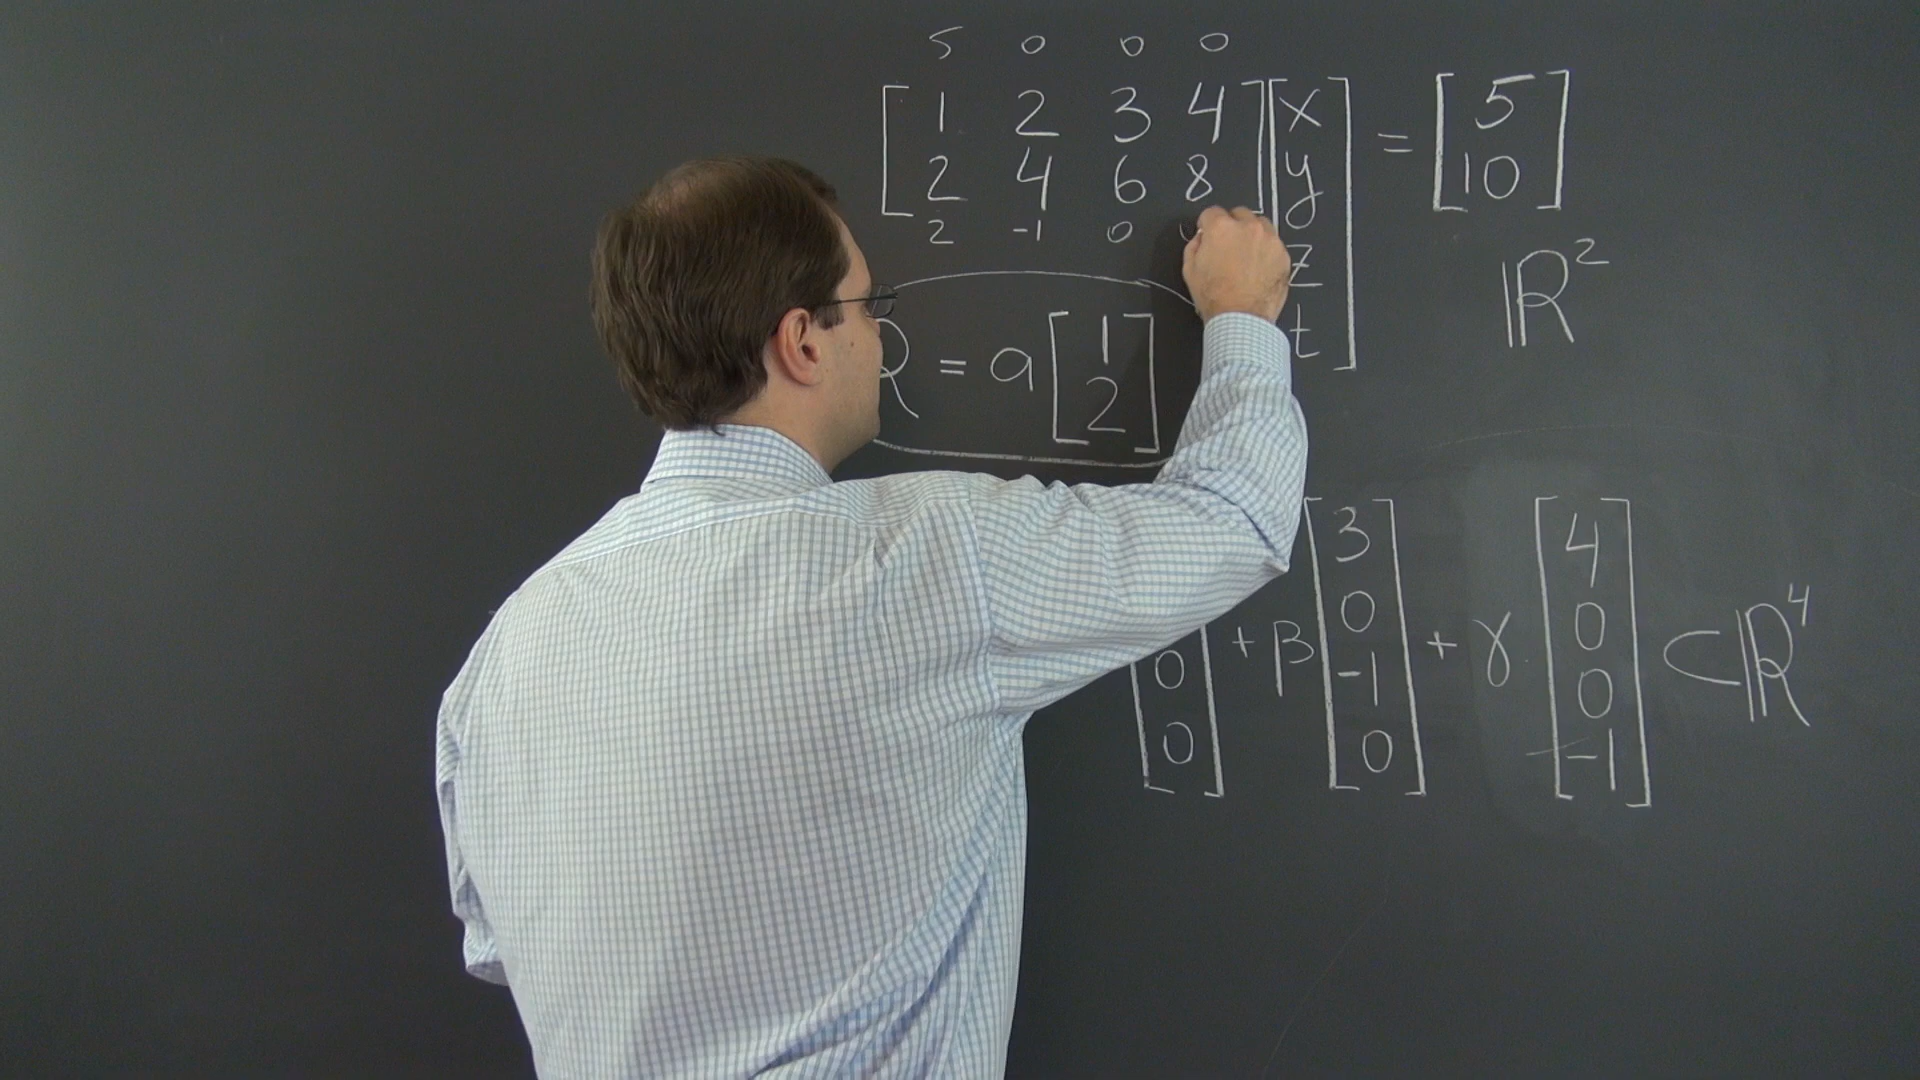 5 0 0 0
[1 2 3 4] [x] = [5]
[2 4 6 8] [y] [10]
2 -1 0 [z] ℝ²
R = a [1] [t]
[2]
[3] [4]
[0] [0]
0] + β [-1] + γ [0] ⊂ ℝ⁴
0] [0] [-1]